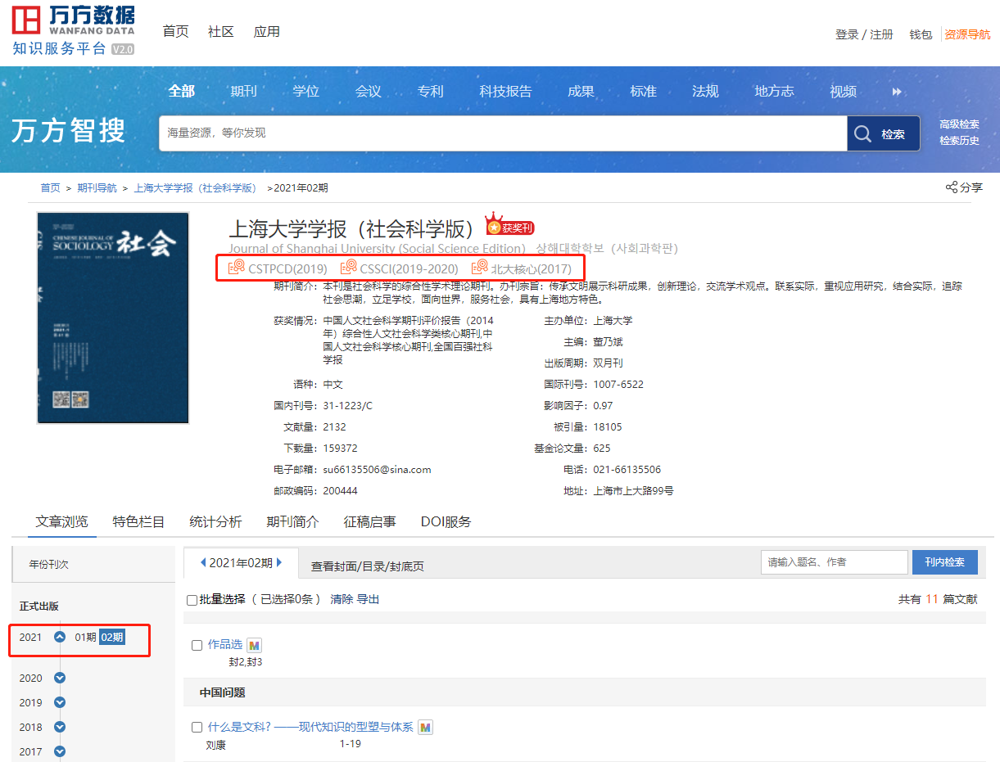 万方数据
WANFANG DATA
知识服务平台 V2.0
首页 社区 应用
登录 / 注册 钱包 资源导航
全部 期刊 学位 会议 专利 科技报告 成果 标准 法规 地方志 视频
万方智搜
海量资源，等你发现
检索
高级检索
检索历史
首页 > 期刊导航 > 上海大学学报（社会科学版） >2021年02期
分享
CHINESE JOURNAL OF
SOCIOLOGY 社会
上海大学学报（社会科学版） 获奖刊
Journal of Shanghai University (Social Science Edition) 상해대학학보（사회과학판）
CSTPCD(2019) CSSCI(2019-2020) 北大核心(2017)
期刊简介: 本刊是社会科学的综合性学术理论期刊。办刊宗旨：传承文明展示科研成果，创新理论，交流学术观点。联系实际，重视应用研究，结合实际，追踪
社会思潮，立足学校，面向世界，服务社会，具有上海地方特色。
获奖情况: 中国人文社会科学期刊评价报告（2014
年）综合性人文社会科学类核心期刊,中
国人文社会科学核心期刊,全国百强社科
学报
主办单位: 上海大学
主编: 董乃斌
出版周期: 双月刊
语种: 中文
国际刊号: 1007-6522
国内刊号: 31-1223/C
影响因子: 0.97
文献量: 2132
被引量: 18105
下载量: 159372
基金论文量: 625
电子邮箱: su66135506@sina.com
电话: 021-66135506
邮政编码: 200444
地址: 上海市上大路99号
文章浏览 特色栏目 统计分析 期刊简介 征稿启事 DOI服务
年份刊次
2021年02期
查看封面/目录/封底页
请输入题名、作者
刊内检索
正式出版
批量选择 （ 已选择0条 ） 清除 导出
共有 11 篇文献
2021 01期 02期
2020
2019
2018
2017
作品选 M
封2,封3
中国问题
什么是文科? ——现代知识的型塑与体系 M
刘康 1-19